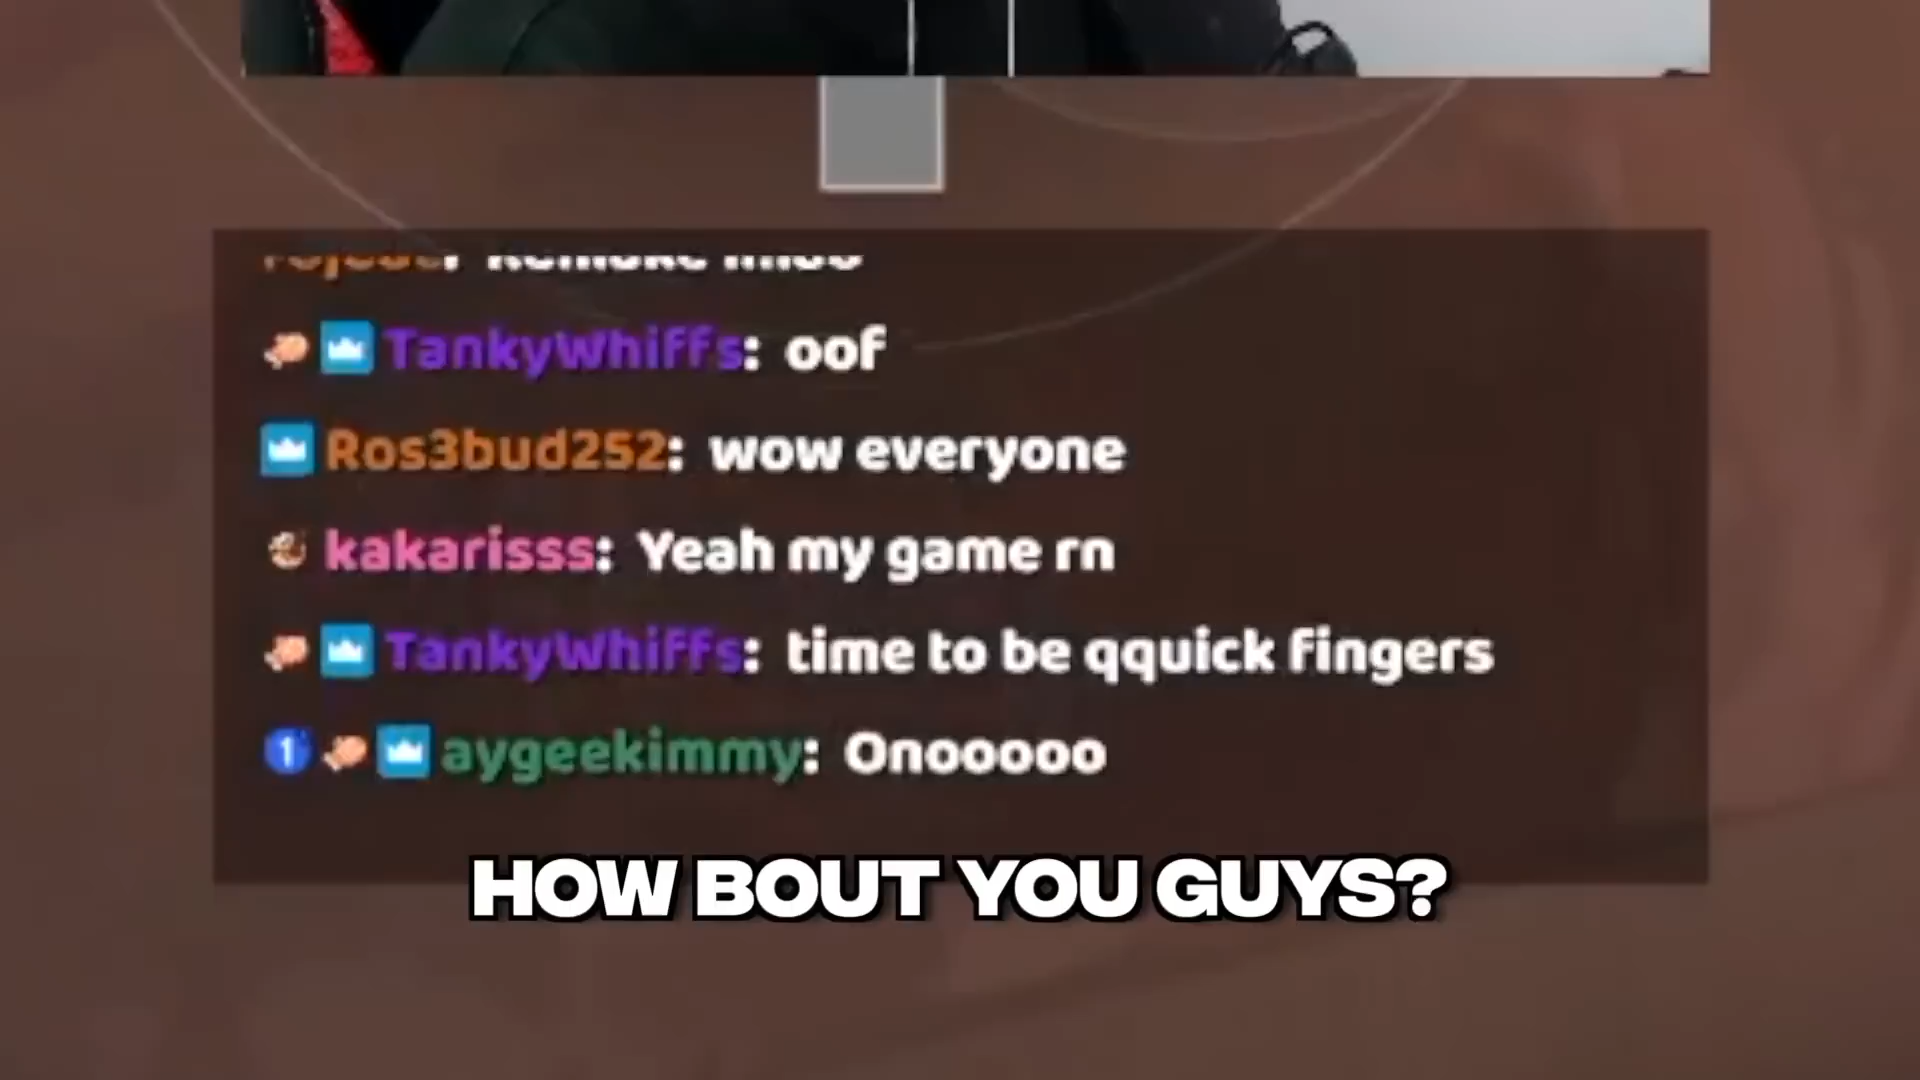 TankyWhiffs: oof
Ros3bud252: wow everyone
kakarisss: Yeah my game rn
TankyWhiffs: time to be qquick fingers
1 aygeekimmy: Onooooo
HOW BOUT YOU GUYS?